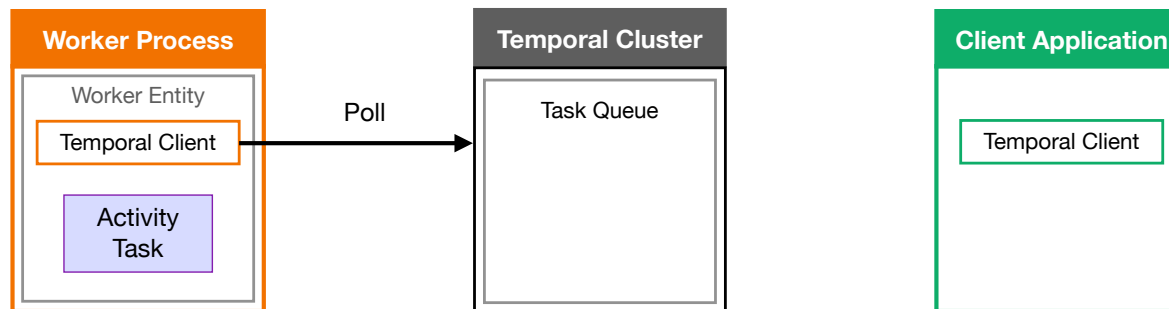 Worker Process
Temporal Cluster
Client Application
Worker Entity
Temporal Client
Poll
Task Queue
Temporal Client
Activity
Task